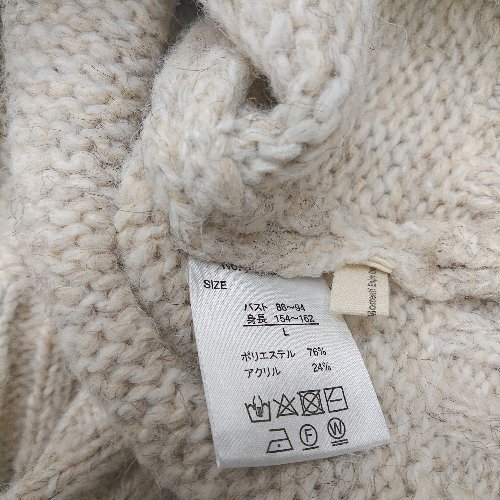 SIZE
バスト 86～94
身長 154～162
L
ポリエステル 76%
アクリル 24%
F
W